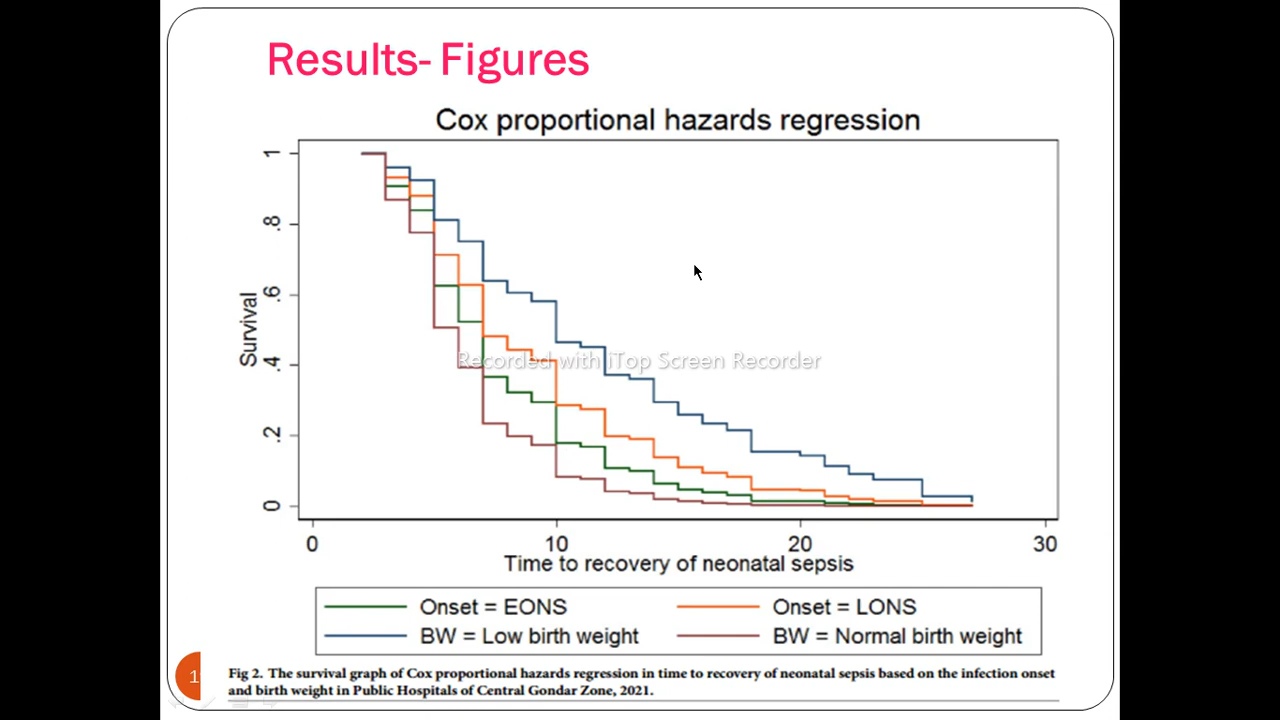 Results- Figures
Cox proportional hazards regression
1
.8
.6
.4
.2
0
Survival
Recorded with iTop Screen Recorder
0 10 20 30
Time to recovery of neonatal sepsis
Onset = EONS Onset = LONS
BW = Low birth weight BW = Normal birth weight
1
Fig 2. The survival graph of Cox proportional hazards regression in time to recovery of neonatal sepsis based on the infection onset
and birth weight in Public Hospitals of Central Gondar Zone, 2021.